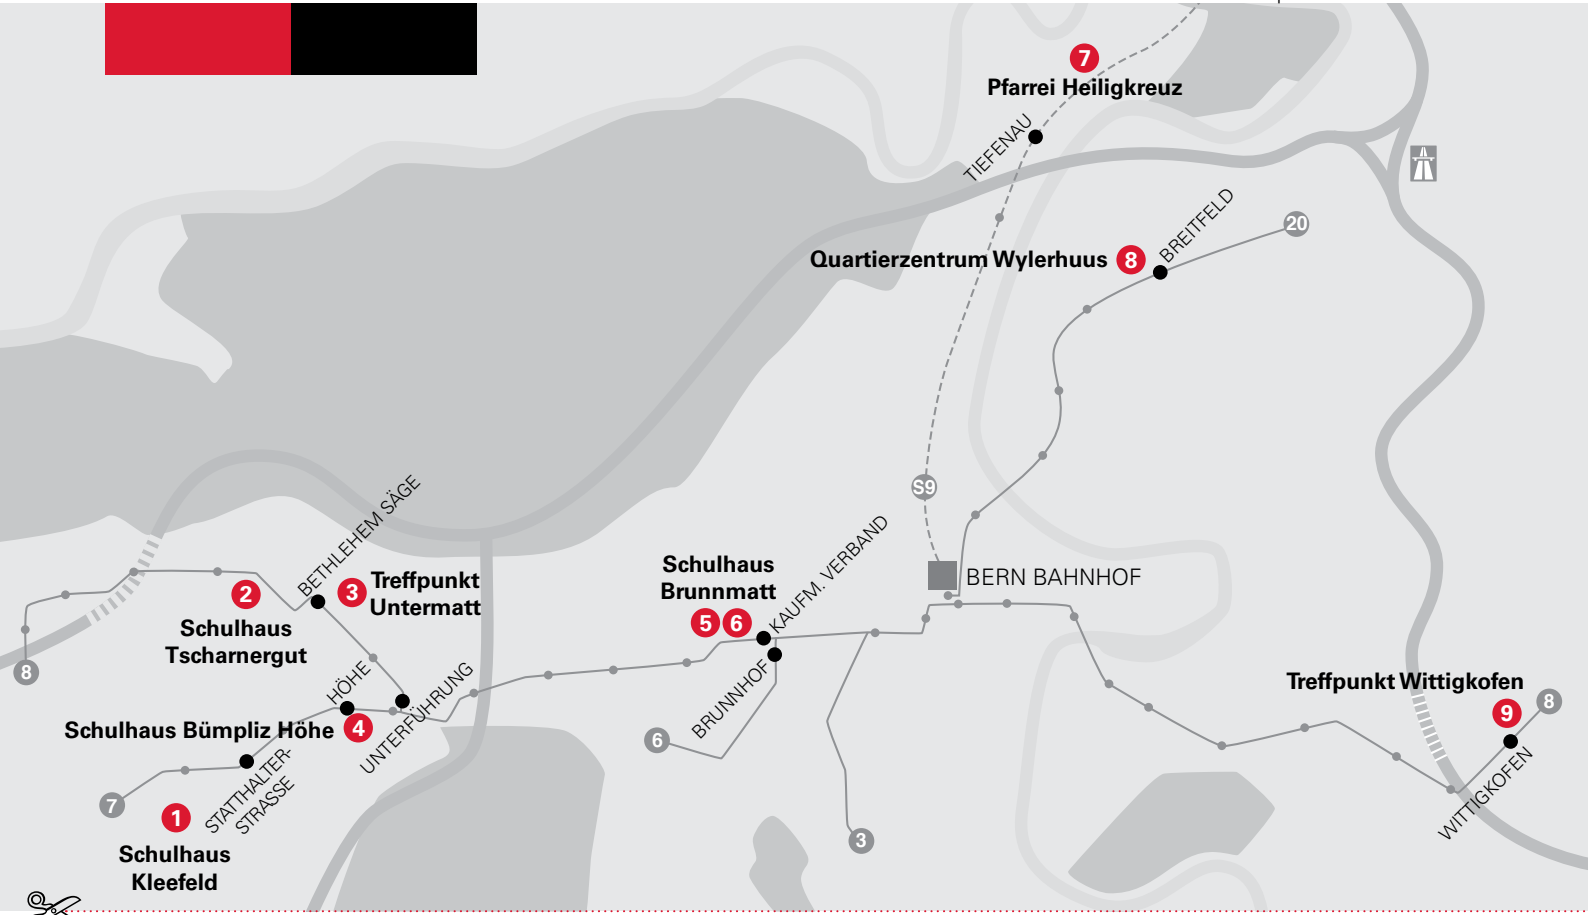 7
Pfarrei Heiligkreuz
TIEFENAU
BREITFELD
20
Quartierzentrum Wylerhuus 8
S9
BETHLEHEM SÄGE
KAUFM. VERBAND
BERN BAHNHOF
Schulhaus
Brunnmatt
5 6
3
Treffpunkt
Untermatt
2
Schulhaus
Tscharnergut
8
HÖHE
UNTERFÜHRUNG
BRUNNHOF
6
Schulhaus Bümpliz Höhe 4
Treffpunkt Wittigkofen
9
8
WITTIGKOFEN
STATTHALTER-
STRASSE
7
1
Schulhaus
Kleefeld
3